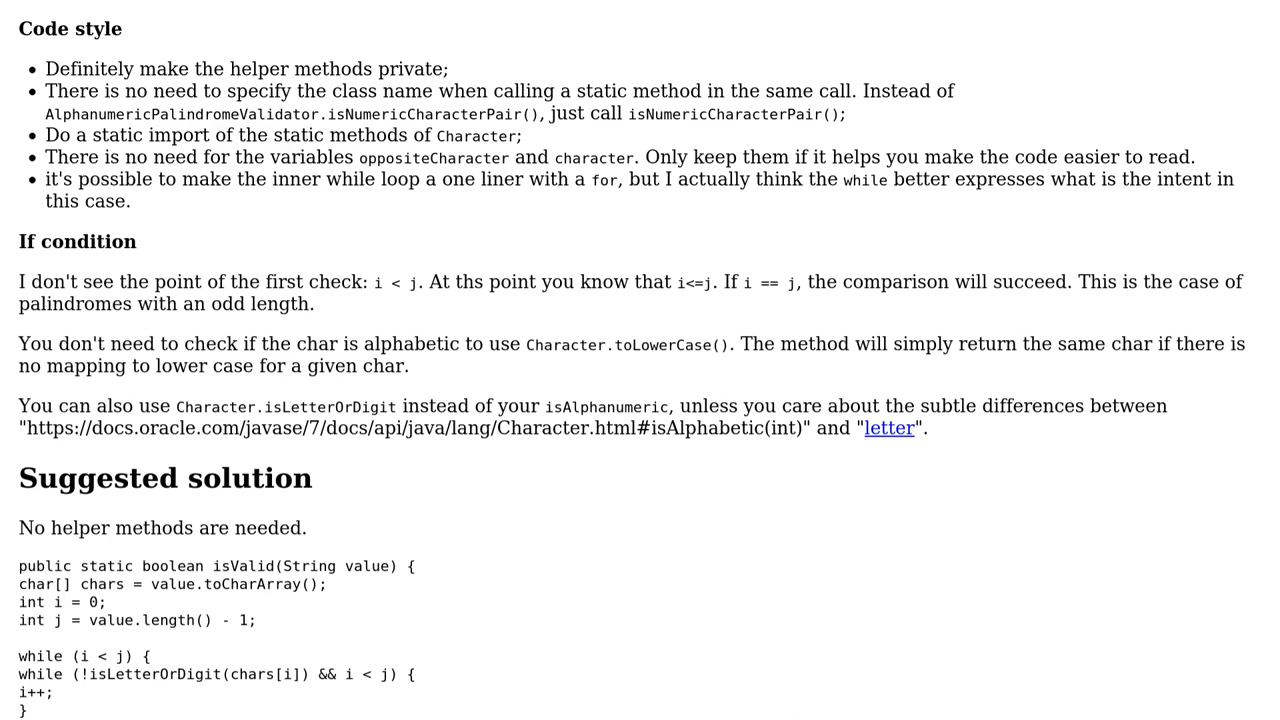 Code style
• Definitely make the helper methods private;
• There is no need to specify the class name when calling a static method in the same call. Instead of
AlphanumericPalindromeValidator.isNumericCharacterPair(), just call isNumericCharacterPair();
• Do a static import of the static methods of Character;
• There is no need for the variables oppositeCharacter and character. Only keep them if it helps you make the code easier to read.
• it's possible to make the inner while loop a one liner with a for, but I actually think the while better expresses what is the intent in
this case.
If condition
I don't see the point of the first check: i < j. At ths point you know that i<=j. If i == j, the comparison will succeed. This is the case of
palindromes with an odd length.
You don't need to check if the char is alphabetic to use Character.toLowerCase(). The method will simply return the same char if there is
no mapping to lower case for a given char.
You can also use Character.isLetterOrDigit instead of your isAlphanumeric, unless you care about the subtle differences between
"https://docs.oracle.com/javase/7/docs/api/java/lang/Character.html#isAlphabetic(int)" and "letter".
Suggested solution
No helper methods are needed.
public static boolean isValid(String value) {
char[] chars = value.toCharArray();
int i = 0;
int j = value.length() - 1;
while (i < j) {
while (!isLetterOrDigit(chars[i]) && i < j) {
i++;
}